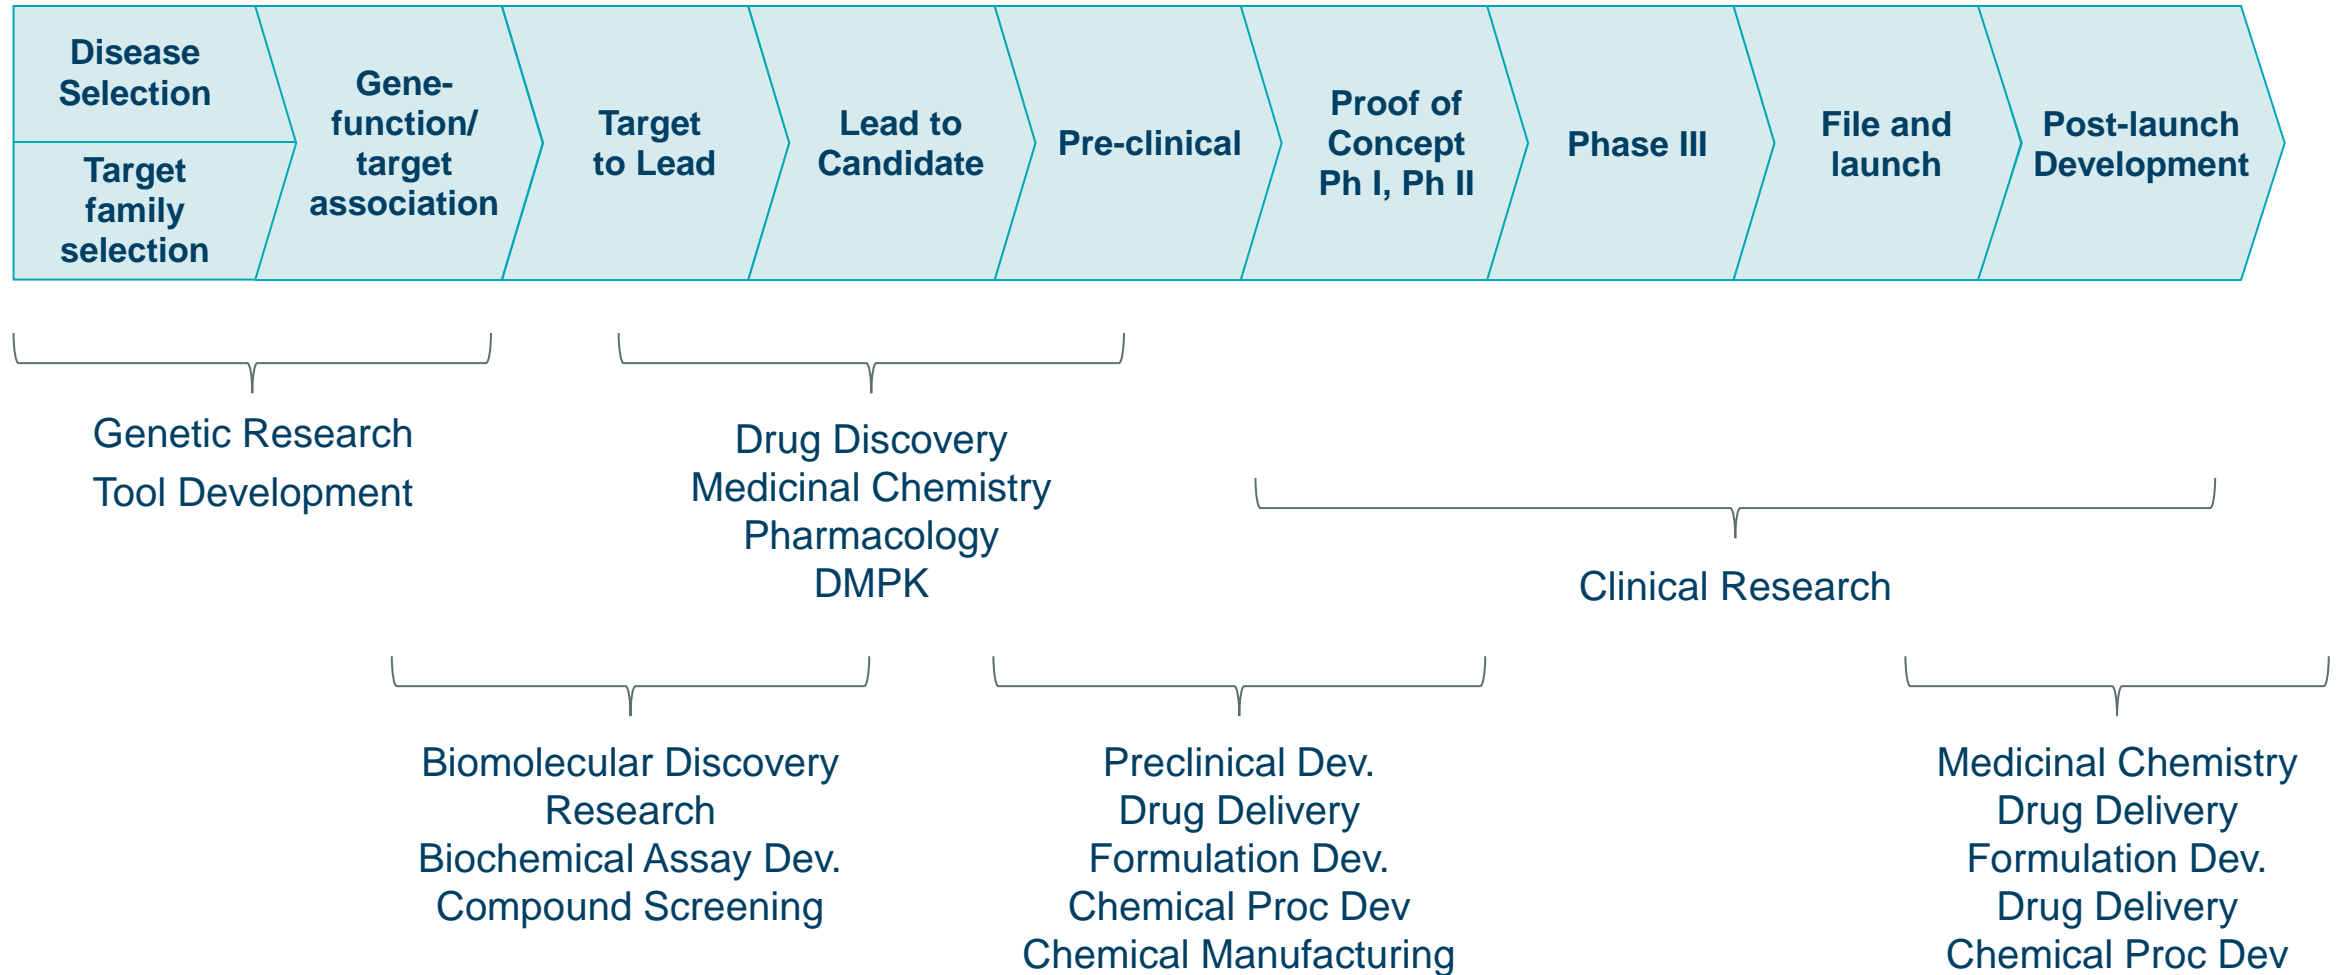 Disease
Selection
Target
family
selection
Gene-
function/
target
association
Target
to Lead
Lead to
Candidate
Pre-clinical
Proof of
Concept
Ph I, Ph II
Phase III
File and
launch
Post-launch
Development
Genetic Research
Tool Development
Drug Discovery
Medicinal Chemistry
Pharmacology
DMPK
Clinical Research
Biomolecular Discovery
Research
Biochemical Assay Dev.
Compound Screening
Preclinical Dev.
Drug Delivery
Formulation Dev.
Chemical Proc Dev
Chemical Manufacturing
Medicinal Chemistry
Drug Delivery
Formulation Dev.
Drug Delivery
Chemical Proc Dev